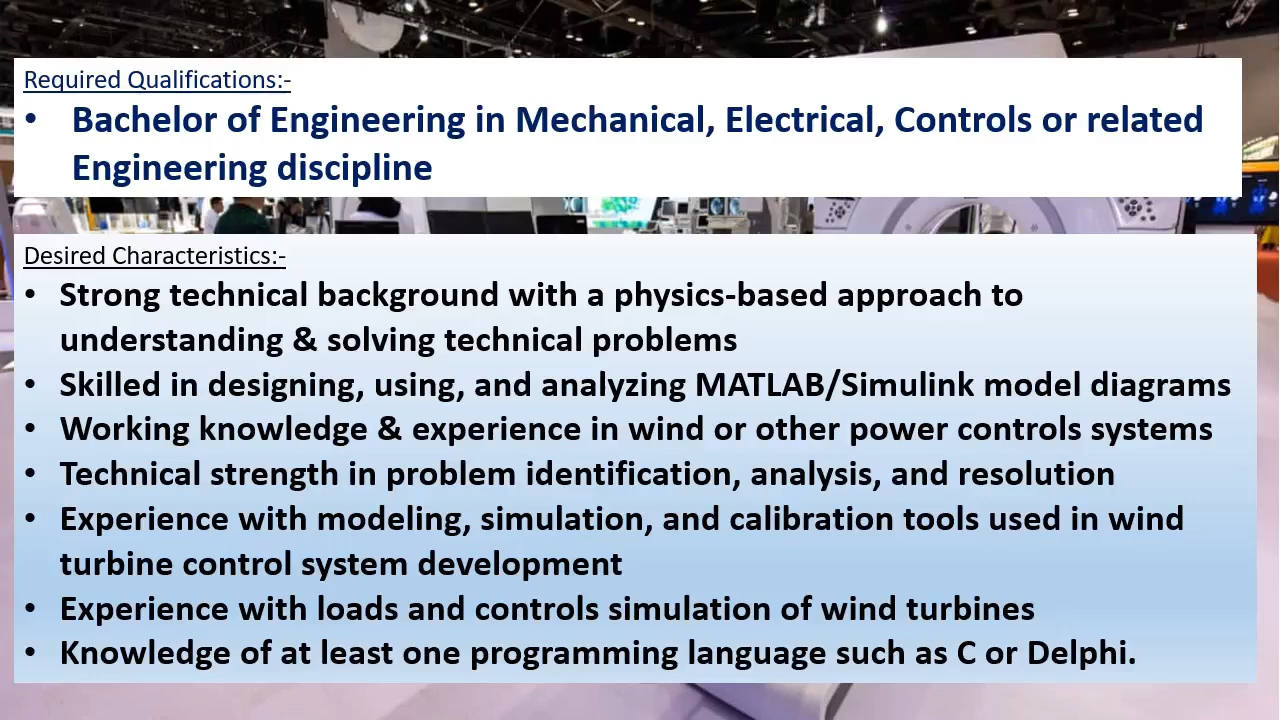 Required Qualifications:-
• Bachelor of Engineering in Mechanical, Electrical, Controls or related
Engineering discipline
Desired Characteristics:-
• Strong technical background with a physics-based approach to
understanding & solving technical problems
• Skilled in designing, using, and analyzing MATLAB/Simulink model diagrams
• Working knowledge & experience in wind or other power controls systems
• Technical strength in problem identification, analysis, and resolution
• Experience with modeling, simulation, and calibration tools used in wind
turbine control system development
• Experience with loads and controls simulation of wind turbines
• Knowledge of at least one programming language such as C or Delphi.